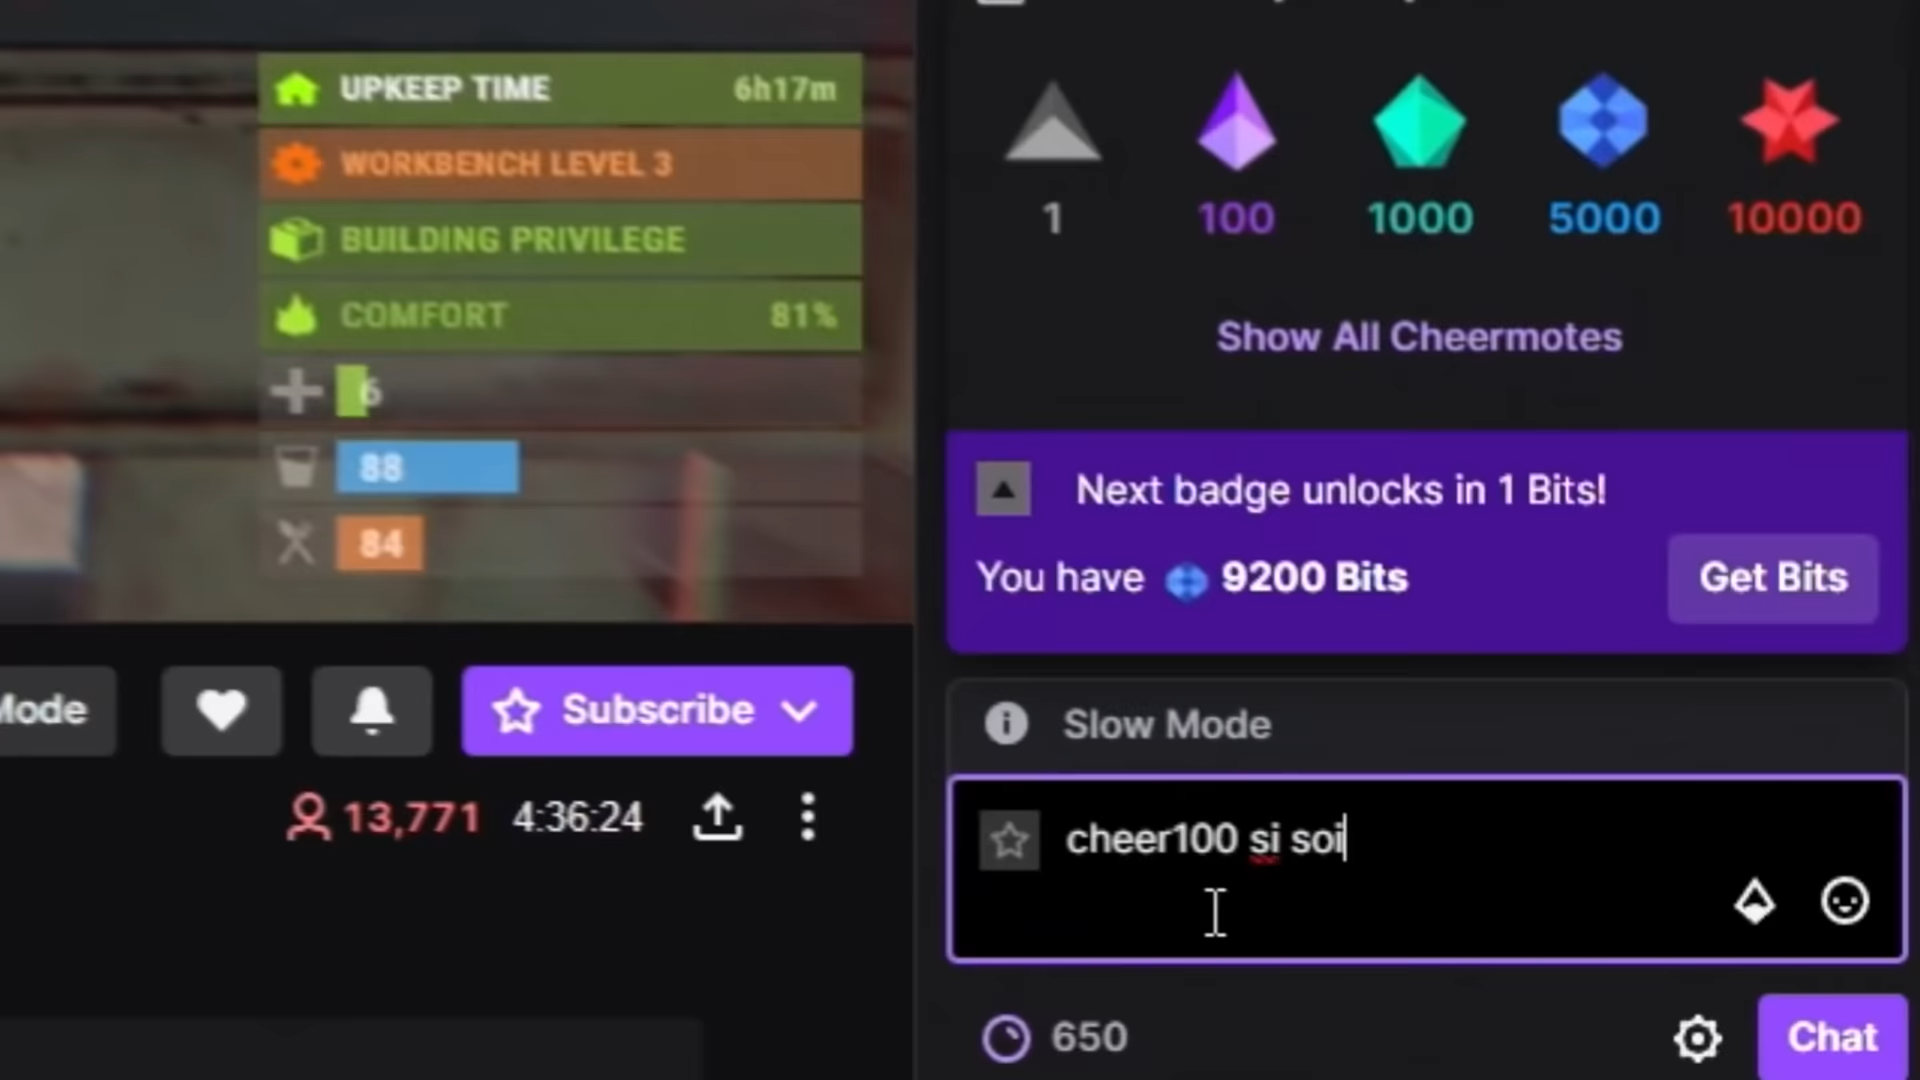 UPKEEP TIME 6h17m
WORKBENCH LEVEL 3
BUILDING PRIVILEGE
COMFORT 81%
6
88
84
Mode
Subscribe
13,771 4:36:24
1 100 1000 5000 10000
Show All Cheermotes
Next badge unlocks in 1 Bits!
You have 9200 Bits
Get Bits
Slow Mode
cheer100 si soi
650
Chat